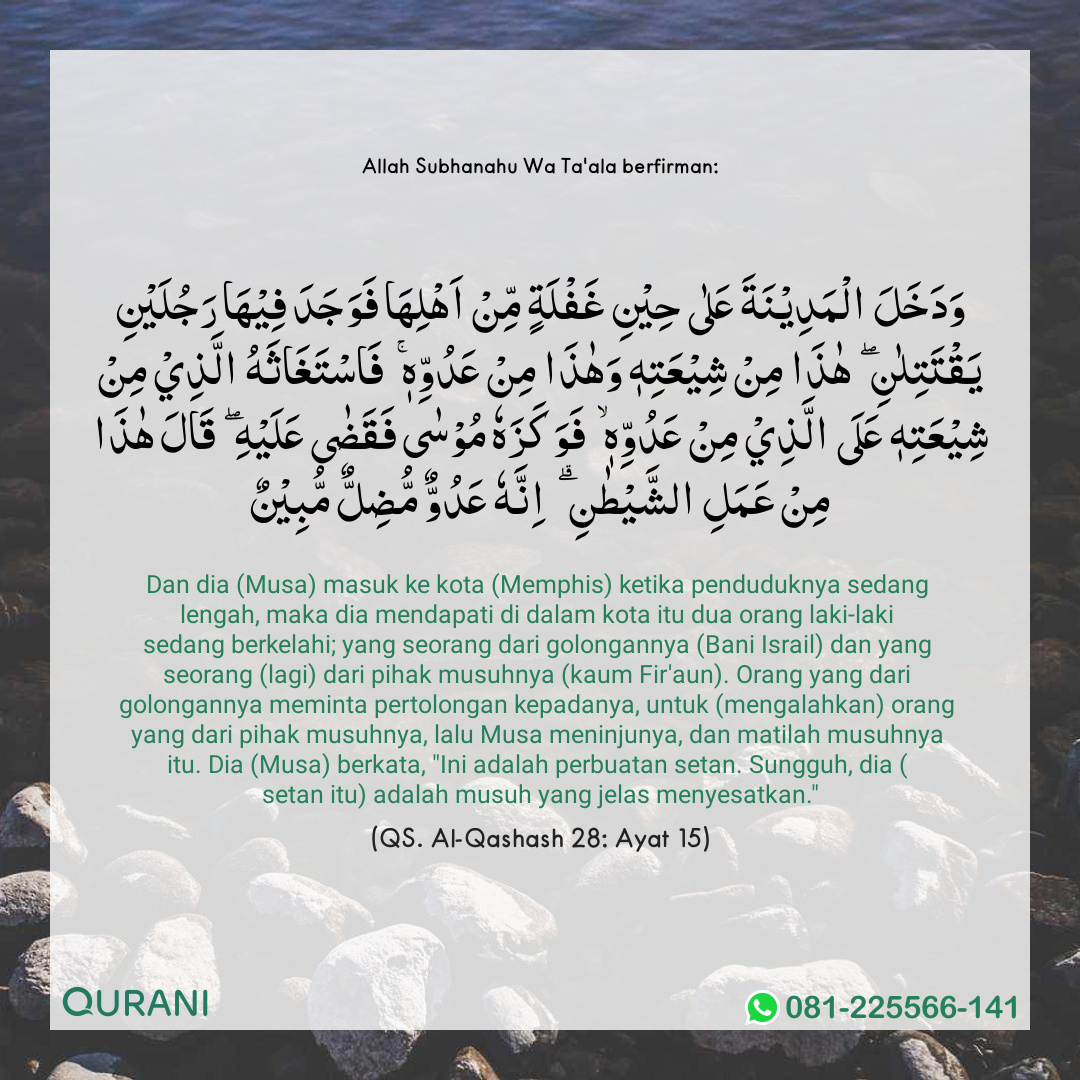 Allah Subhanahu Wa Ta'ala berfirman:
وَدَخَلَ الْمَدِيْنَةَ عَلٰى حِيْنِ غَفْلَةٍ مِّنْ اَهْلِهَا فَوَجَدَ فِيْهَا رَجُلَيْنِ
يَقْتَتِلٰنِۖ هٰذَا مِنْ شِيْعَتِهٖ وَهٰذَا مِنْ عَدُوِّهٖۚ فَاسْتَغَاثَهُ الَّذِيْ مِنْ
شِيْعَتِهٖ عَلَى الَّذِيْ مِنْ عَدُوِّهٖۙ فَوَكَزَهٗ مُوْسٰى فَقَضٰى عَلَيْهِۖ قَالَ هٰذَا
مِنْ عَمَلِ الشَّيْطٰنِۗ اِنَّهٗ عَدُوٌّ مُّضِلٌّ مُّبِيْنٌ
Dan dia (Musa) masuk ke kota (Memphis) ketika penduduknya sedang
lengah, maka dia mendapati di dalam kota itu dua orang laki-laki
sedang berkelahi; yang seorang dari golongannya (Bani Israil) dan yang
seorang (lagi) dari pihak musuhnya (kaum Fir'aun). Orang yang dari
golongannya meminta pertolongan kepadanya, untuk (mengalahkan) orang
yang dari pihak musuhnya, lalu Musa meninjunya, dan matilah musuhnya
itu. Dia (Musa) berkata, "Ini adalah perbuatan setan. Sungguh, dia (
setan itu) adalah musuh yang jelas menyesatkan."
(QS. Al-Qashash 28: Ayat 15)
QURANI
081-225566-141